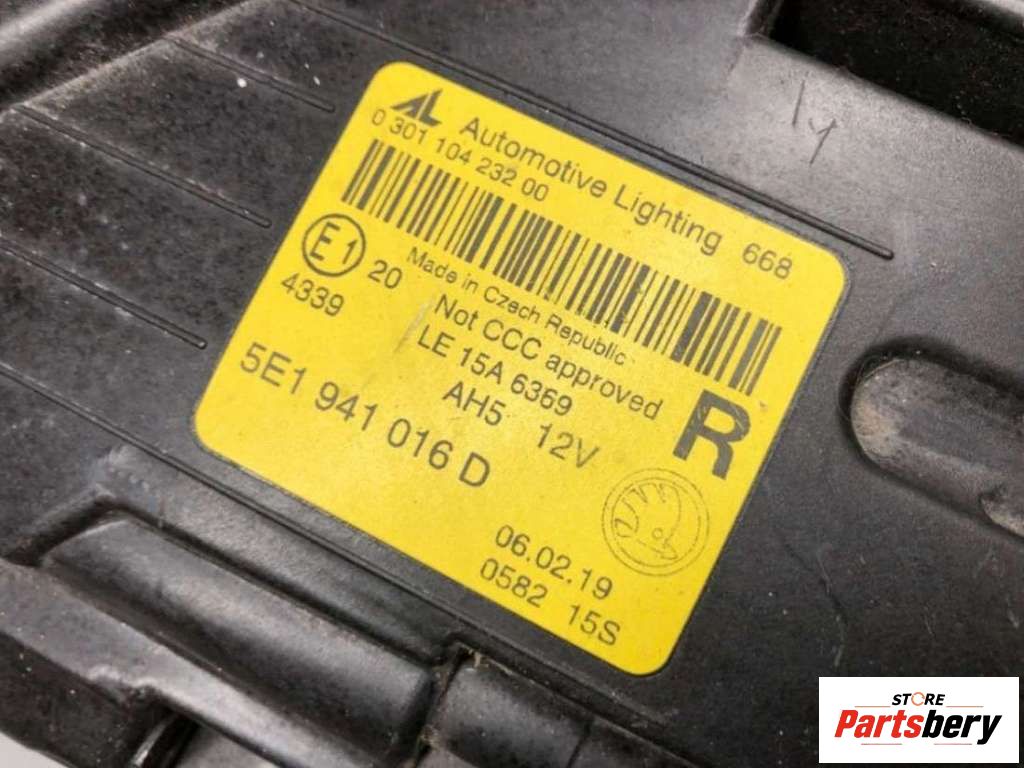 AL Automotive Lighting 668
0 301 104 232 00
Made in Czech Republic
E1 20 Not CCC approved
4339 LE 15A 6369
AH5 12V R
5E1 941 016 D
06.02.19
0582 15S
STORE
Partsbery